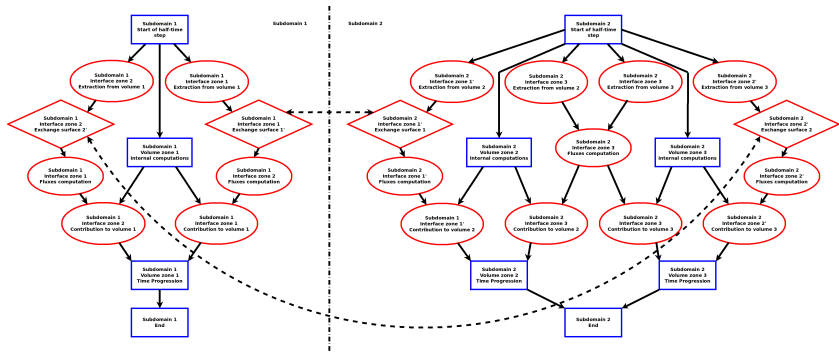 Subdomain 1
Subdomain 2
Subdomain 1
Start of half-time
step
Subdomain 2
Start of half-time
step
Subdomain 1
Interface zone 2
Extraction from volume 1
Subdomain 1
Interface zone 1
Extraction from volume 1
Subdomain 2
Interface zone 1'
Extraction from volume 2
Subdomain 2
Interface zone 3
Extraction from volume 2
Subdomain 2
Interface zone 3
Extraction from volume 3
Subdomain 2
Interface zone 2'
Extraction from volume 3
Subdomain 1
Interface zone 2
Exchange surface 2'
Subdomain 1
Interface zone 1
Exchange surface 1'
Subdomain 2
Interface zone 1'
Exchange surface 1
Subdomain 2
Interface zone 2'
Exchange surface 2
Subdomain 1
Volume zone 1
Internal computations
Subdomain 2
Volume zone 2
Internal computations
Subdomain 2
Interface zone 3
Fluxes computation
Subdomain 2
Volume zone 3
Internal computations
Subdomain 1
Interface zone 1
Fluxes computation
Subdomain 1
Interface zone 2
Fluxes computation
Subdomain 2
Interface zone 1'
Fluxes computation
Subdomain 2
Interface zone 2'
Fluxes computation
Subdomain 1
Interface zone 2
Contribution to volume 1
Subdomain 1
Interface zone 1
Contribution to volume 1
Subdomain 1
Interface zone 1'
Contribution to volume 2
Subdomain 2
Interface zone 3
Contribution to volume 2
Subdomain 2
Interface zone 3
Contribution to volume 3
Subdomain 2
Interface zone 2'
Contribution to volume 3
Subdomain 1
Volume zone 1
Time Progression
Subdomain 2
Volume zone 2
Time Progression
Subdomain 2
Volume zone 3
Time Progression
Subdomain 1
End
Subdomain 2
End